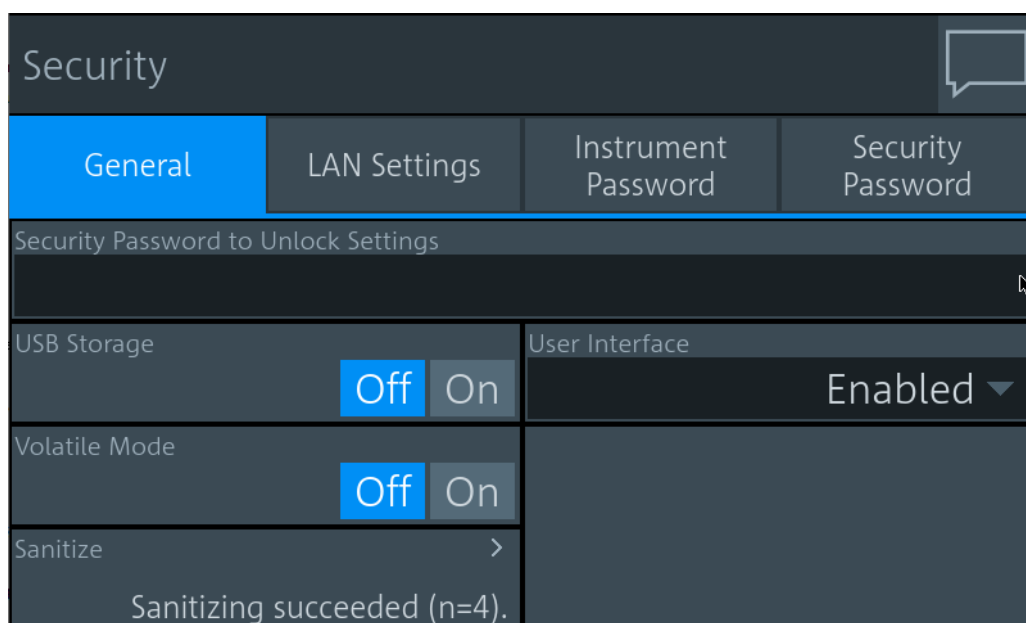 Security
General
LAN Settings
Instrument
Password
Security
Password
Security Password to Unlock Settings
USB Storage
Off On
User Interface
Enabled
Volatile Mode
Off On
Sanitize
Sanitizing succeeded (n=4).